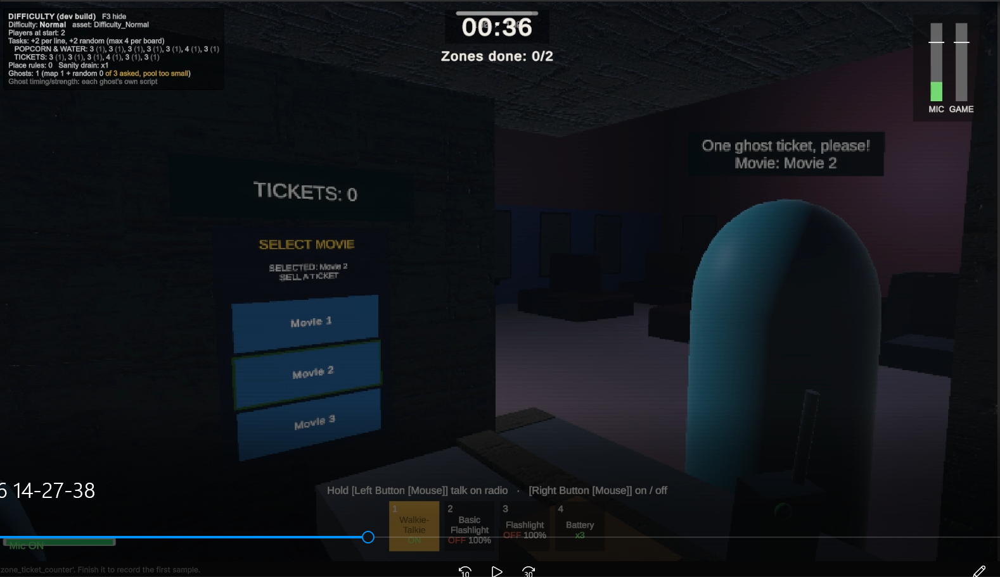 DIFFICULTY (dev build) F3 hide
Difficulty: Normal asset: Difficulty_Normal
Players at start: 2
Tasks: +2 per line, +2 random (max 4 per board)
POPCORN & WATER: 3 (1), 3 (1), 3 (1), 3 (1), 3 (1), 4 (1), 3 (1)
TICKETS: 3 (1), 3 (1), 3 (1), 4 (1), 3 (1), 3 (1)
Place rules: 0 Sanity drain: x1
Ghosts: 1 (map 1 + random 0 of 3 asked, pool too small)
Ghost timing/strength: each ghost's own script
00:36
Zones done: 0/2
MIC GAME
One ghost ticket, please!
Movie: Movie 2
TICKETS: 0
SELECT MOVIE
SELECTED: Movie 2
SELL A TICKET
Movie 1
Movie 2
Movie 3
6 14-27-38
Hold [Left Button [Mouse]] talk on radio · [Right Button [Mouse]] on / off
1
Walkie-
Talkie
ON
2
Basic
Flashlight
OFF 100%
3
Flashlight
OFF 100%
4
Battery
x3
Mic ON
zone_ticket_counter'. Finish it to record the first sample.
10
30